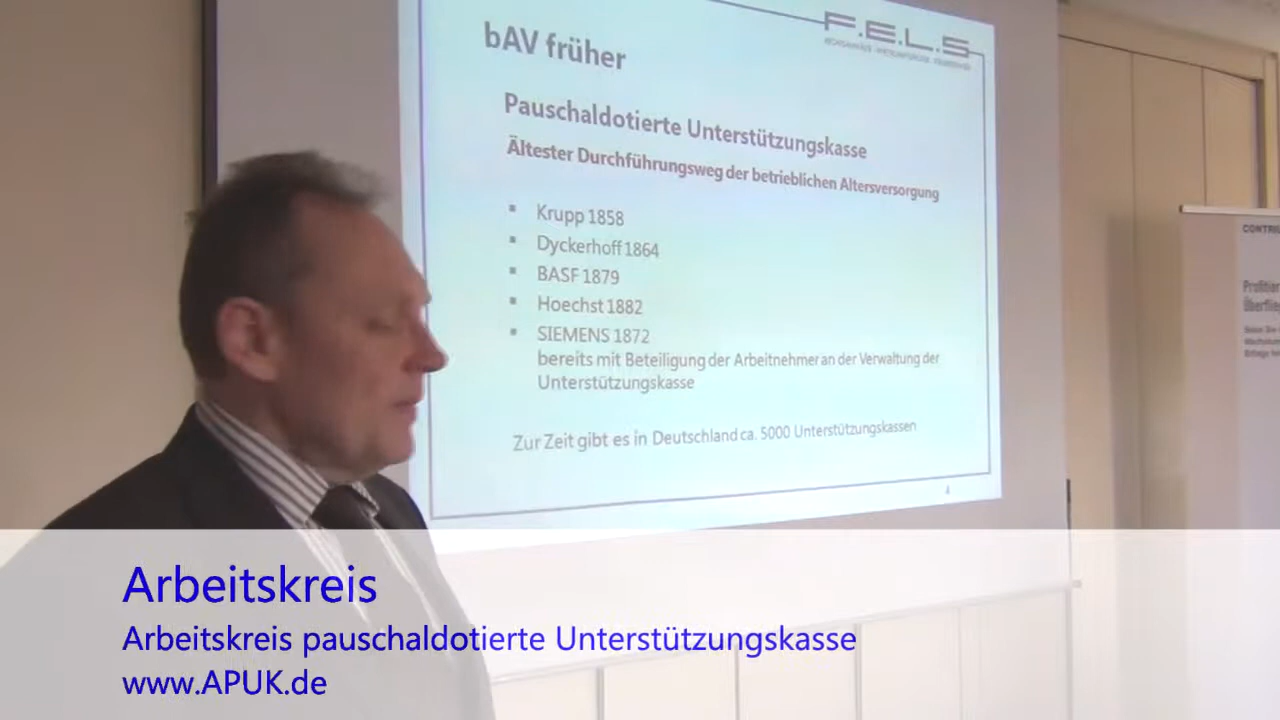 bAV früher
F.E.L.S
Pauschaldotierte Unterstützungskasse
Ältester Durchführungsweg der betrieblichen Altersversorgung
▪ Krupp 1858
▪ Dyckerhoff 1864
▪ BASF 1879
▪ Hoechst 1882
▪ SIEMENS 1872
bereits mit Beteiligung der Arbeitnehmer an der Verwaltung der
Unterstützungskasse
Zur Zeit gibt es in Deutschland ca. 5000 Unterstützungskassen
Arbeitskreis
Arbeitskreis pauschaldotierte Unterstützungskasse
www.APUK.de